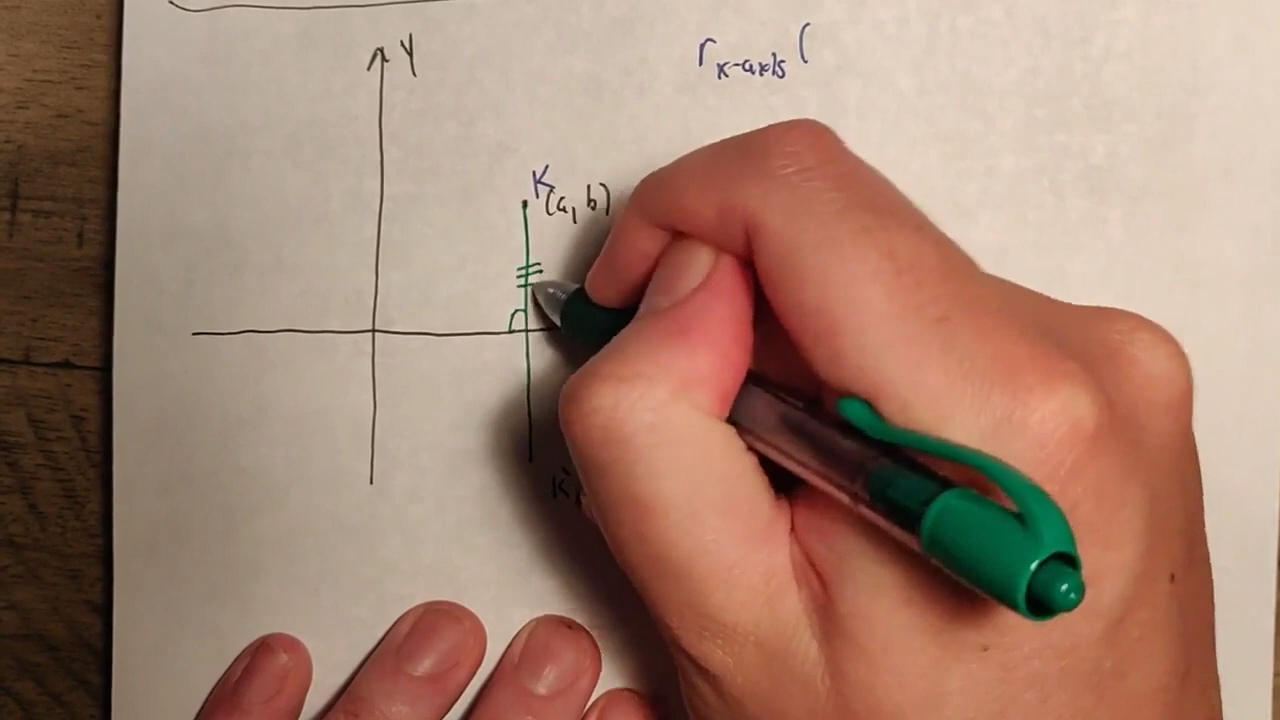 Y
r x-axis (
K
(a, b)
K'